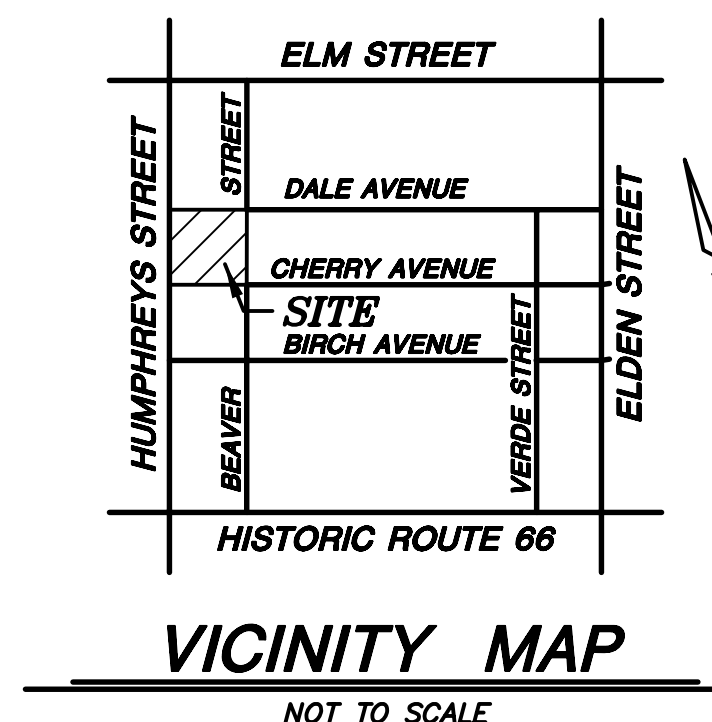 ELM STREET
HUMPHREYS STREET
STREET
DALE AVENUE
ELDEN STREET
CHERRY AVENUE
SITE
BIRCH AVENUE
BEAVER
VERDE STREET
HISTORIC ROUTE 66
VICINITY MAP
NOT TO SCALE